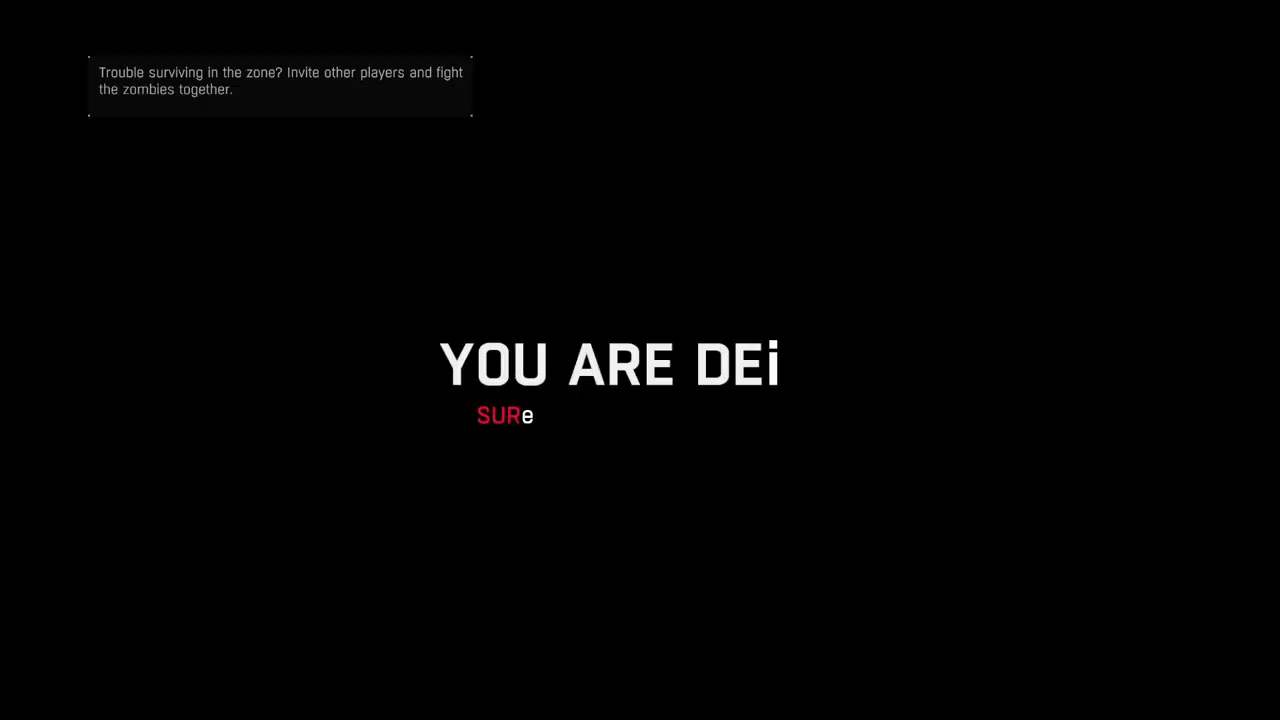 Trouble surviving in the zone? Invite other players and fight
the zombies together.
YOU ARE DEi
SURe